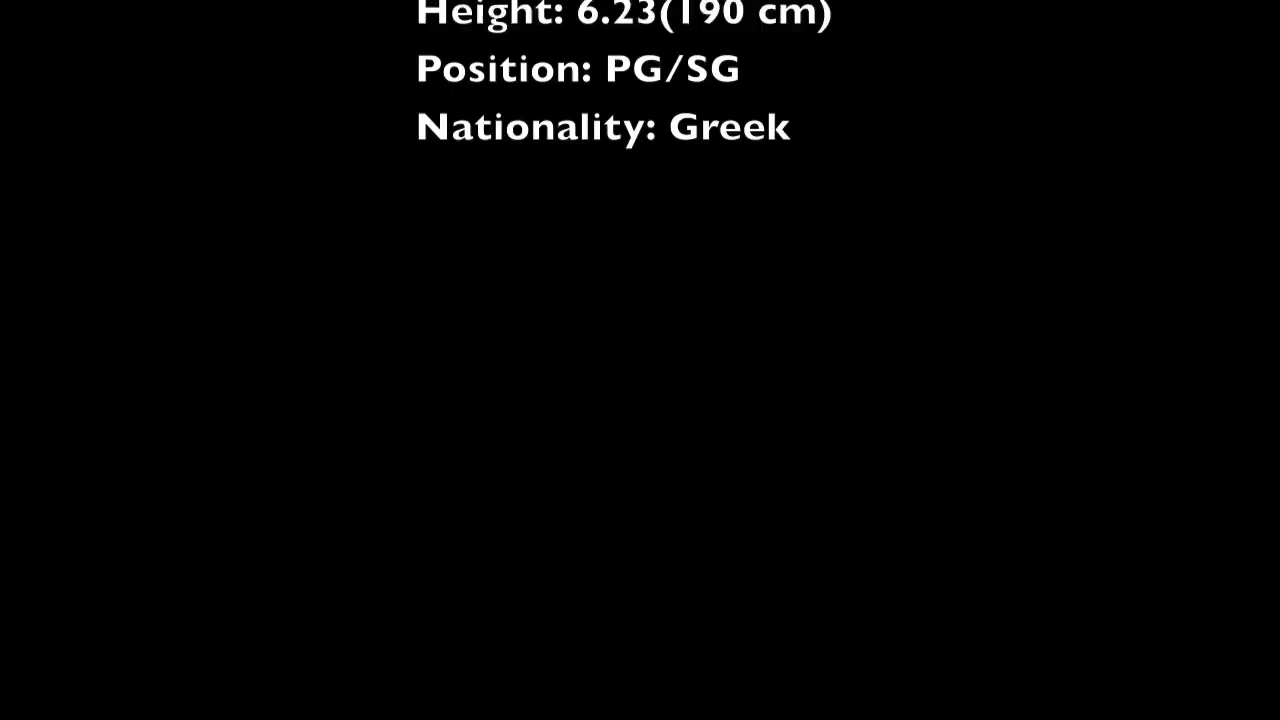 Height: 6.23(190 cm)
Position: PG/SG
Nationality: Greek